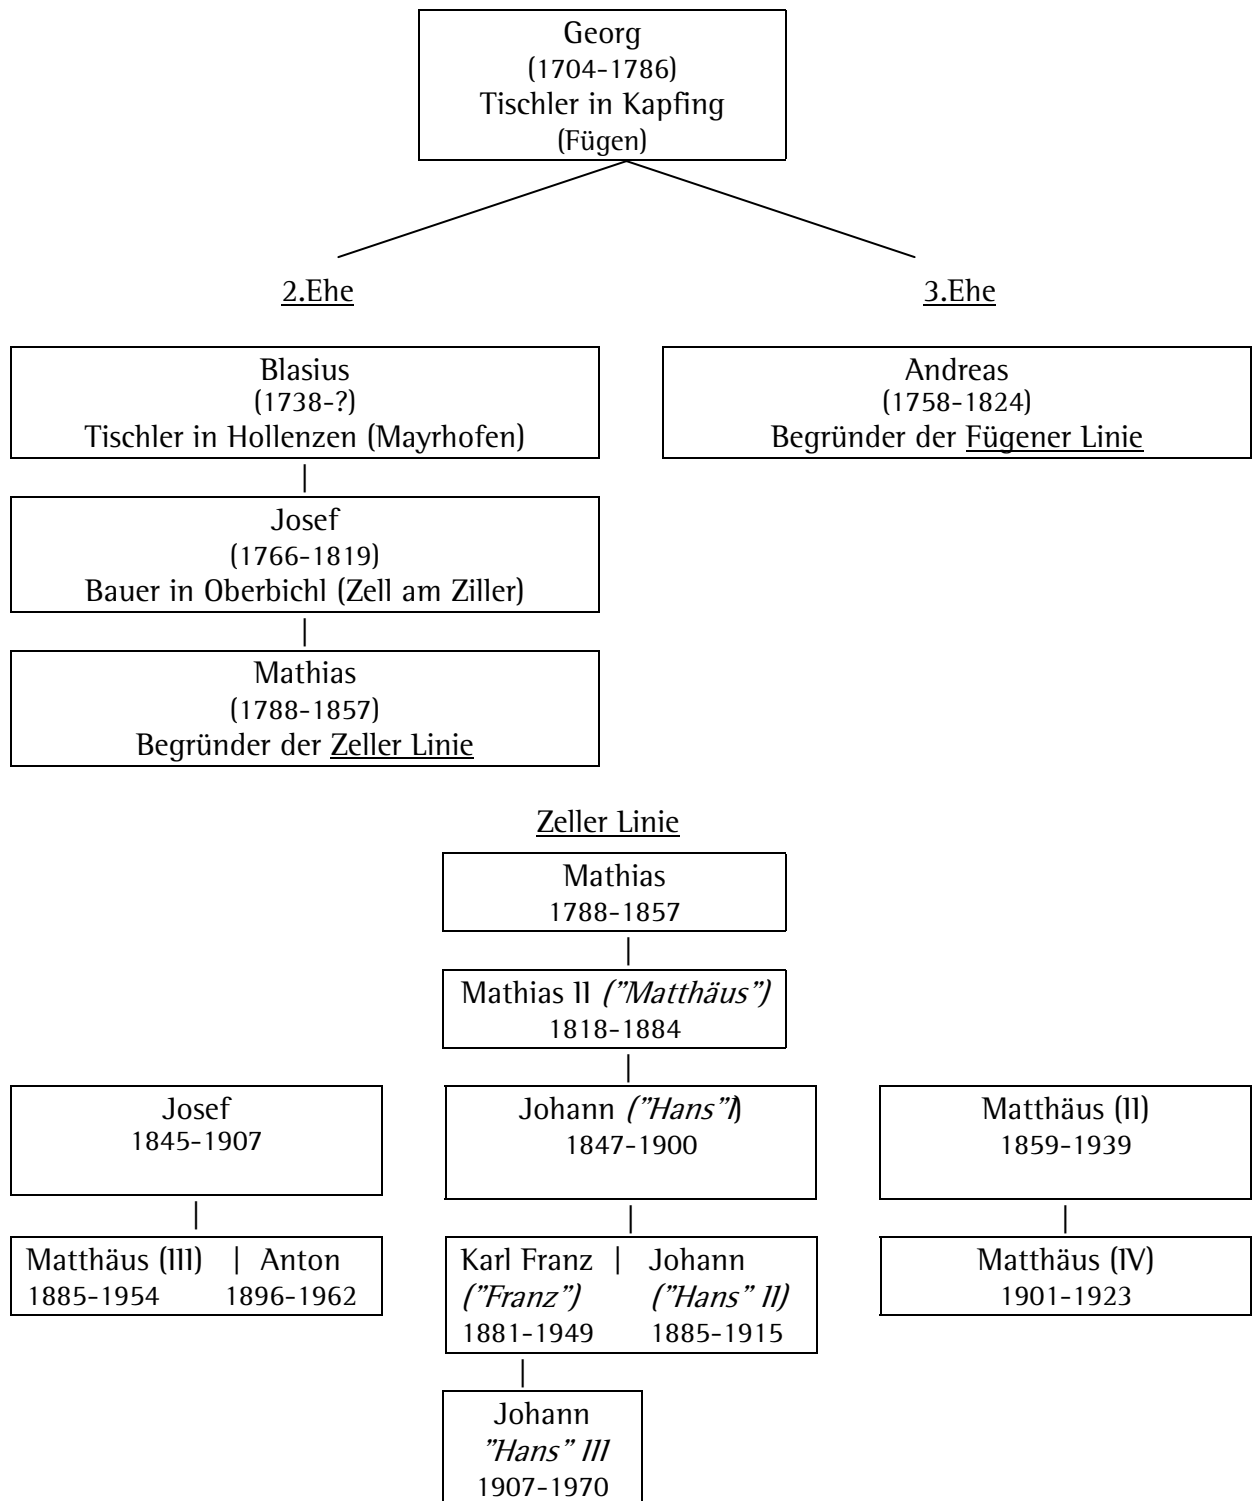 Georg
(1704-1786)
Tischler in Kapfing
(Fügen)
2.Ehe
3.Ehe
Blasius
(1738-?)
Tischler in Hollenzen (Mayrhofen)
Andreas
(1758-1824)
Begründer der Fügener Linie
|
Josef
(1766-1819)
Bauer in Oberbichl (Zell am Ziller)
|
Mathias
(1788-1857)
Begründer der Zeller Linie
Zeller Linie
Mathias
1788-1857
|
Mathias II ("Matthäus")
1818-1884
|
Josef
1845-1907
Johann ("Hans"I)
1847-1900
Matthäus (II)
1859-1939
|
|
|
Matthäus (III) | Anton
1885-1954 1896-1962
Karl Franz | Johann
("Franz") ("Hans" II)
1881-1949 1885-1915
Matthäus (IV)
1901-1923
|
Johann
"Hans" III
1907-1970